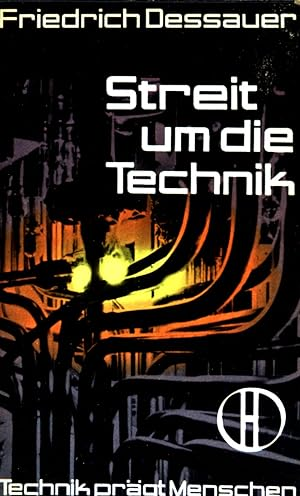 Friedrich Dessauer
Streit
um die
Technik
H
Technik prägt Menschen